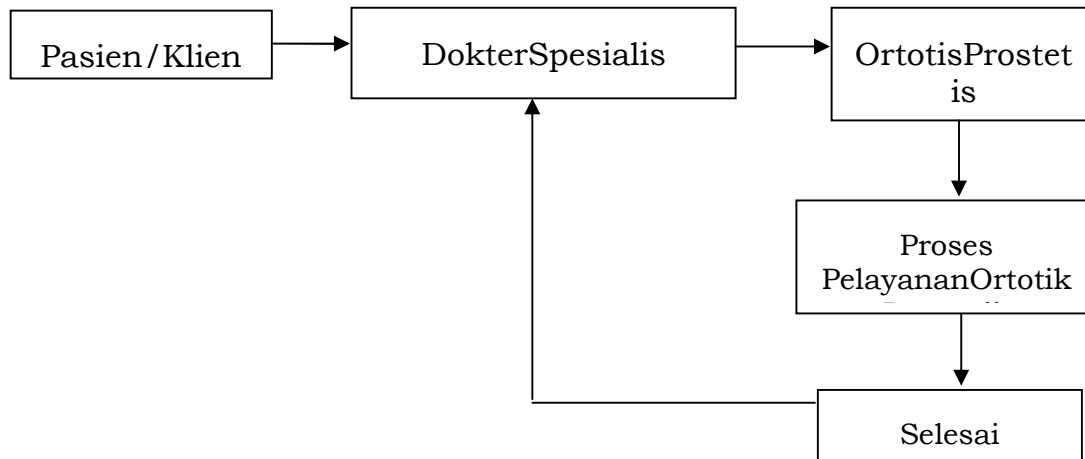 Pasien/Klien
DokterSpesialis
OrtotisProstet
is
Proses
PelayananOrtotik
Selesai